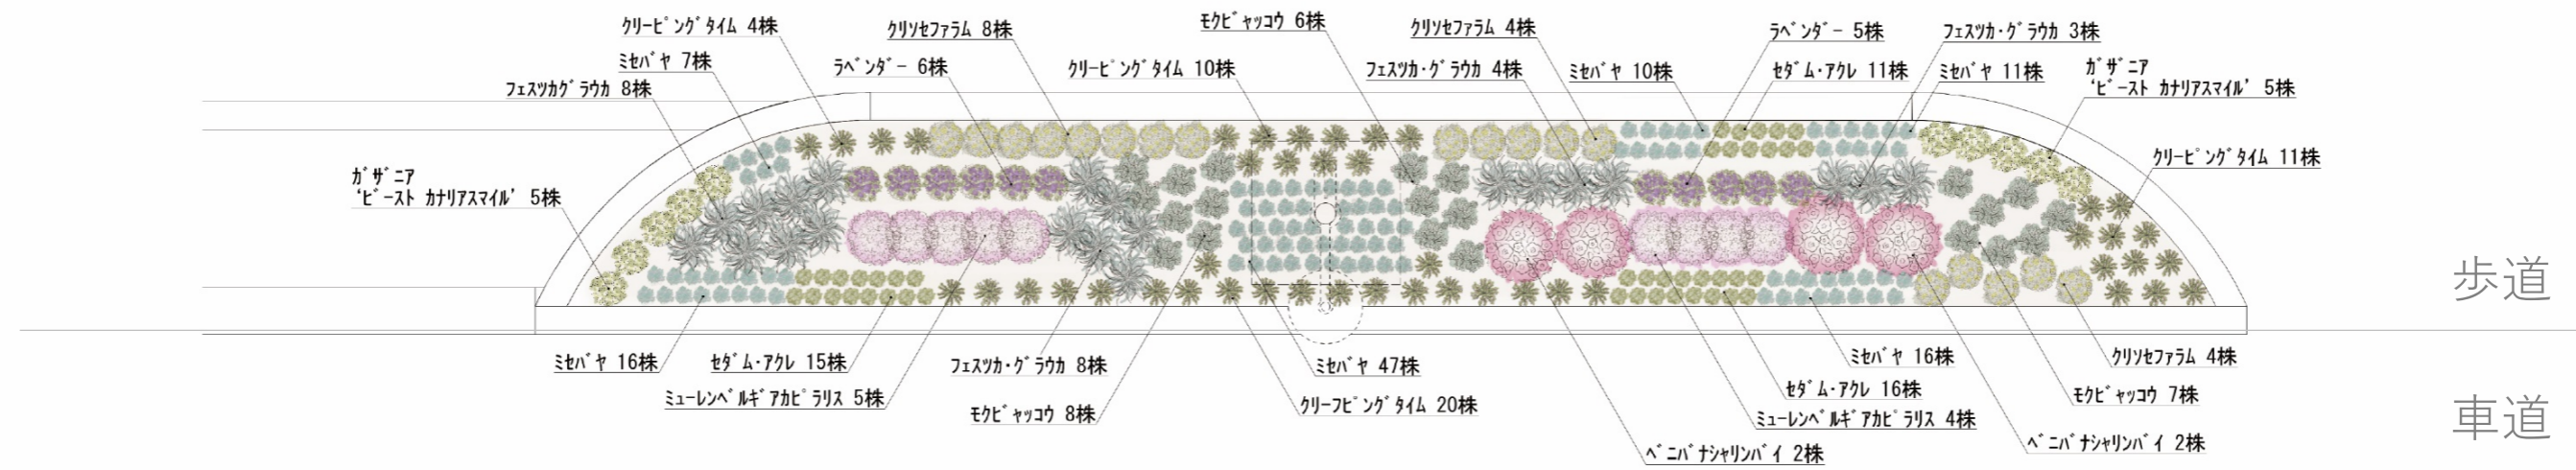 クリーピングタイム 4株
クリソセファラム 8株
モクビャッコウ 6株
クリソセファラム 4株
ラベンダー 5株
フェスツカ・グラウカ 3株
ミセバヤ 7株
ラベンダー 6株
クリーピングタイム 10株
フェスツカ・グラウカ 4株
ミセバヤ 10株
セダム・アクレ 11株
ミセバヤ 11株
ガザニア
‘ビースト カナリアスマイル’ 5株
フェスツカグラウカ 8株
クリーピングタイム 11株
ガザニア
‘ビースト カナリアスマイル’ 5株
歩道
ミセバヤ 16株
セダム・アクレ 15株
フェスツカ・グラウカ 8株
ミセバヤ 47株
ミセバヤ 16株
クリソセファラム 4株
ミューレンベルギアカピラリス 5株
セダム・アクレ 16株
モクビャッコウ 7株
モクビャッコウ 8株
クリーフピングタイム 20株
ミューレンベルギアカピラリス 4株
車道
ベニバナシャリンバイ 2株
ベニバナシャリンバイ 2株